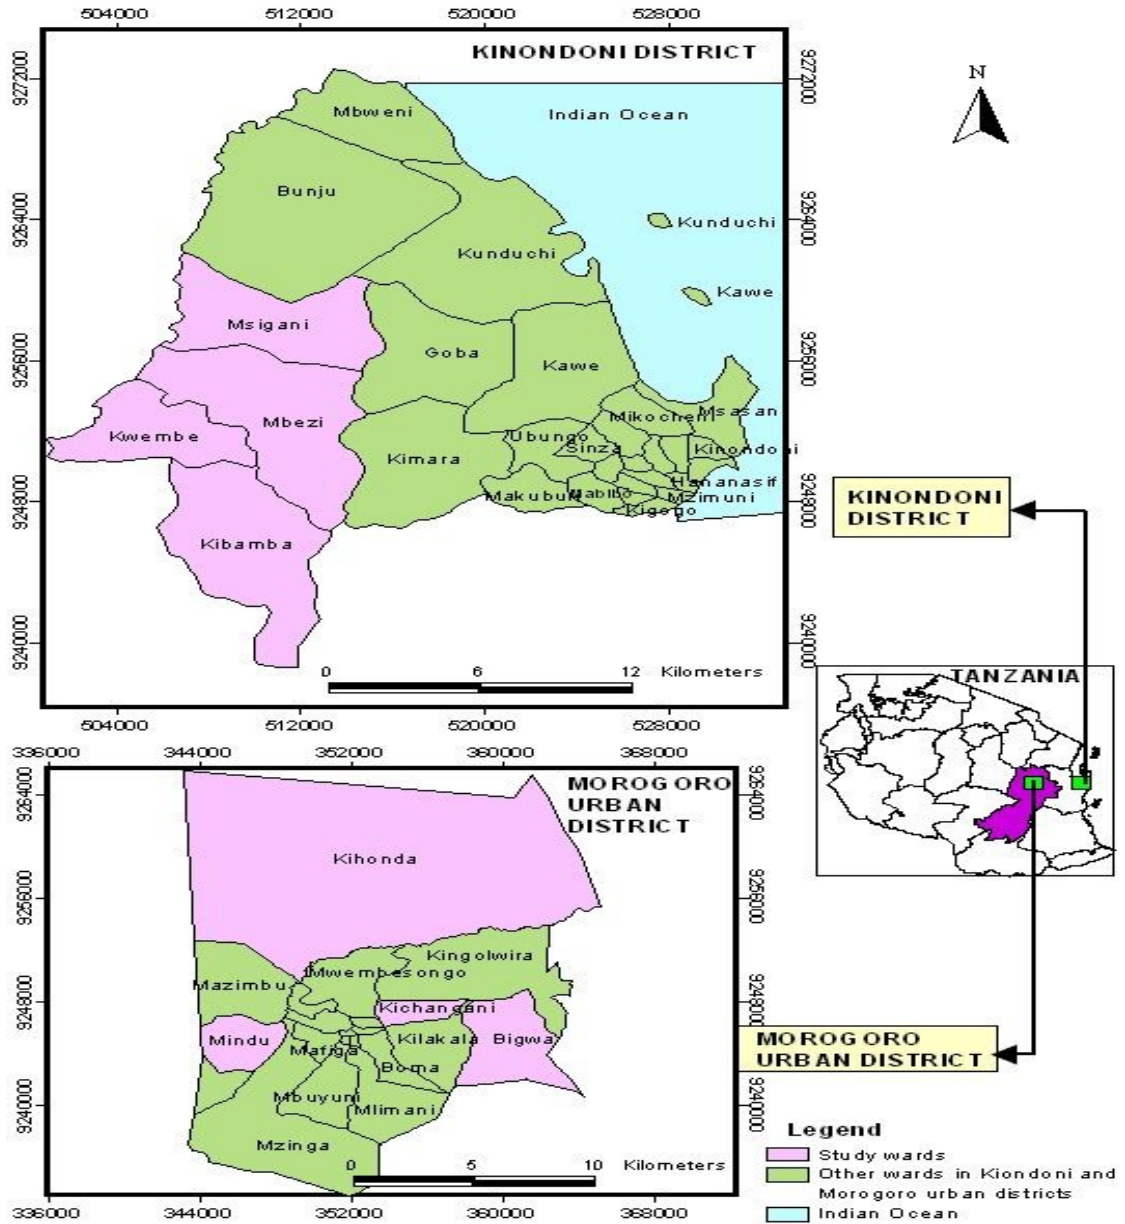 504000 512000 520000 528000
KINONDONI DISTRICT
9272000 9272000
N
Mbweni
Indian Ocean
Bunju
9264000 9264000
Kunduchi
Kunduchi
Kawe
Msigani
Goba
Kawe
9256000 9256000
Mikocheni
Msasan
Mbezi
Kwembe
Ubungo
Sinza
Kinondoni
Kimara
Hananasif
Makubur
Mabibo
Mzimuni
Kigogo
9248000 9248000
KINONDONI
DISTRICT
Kibamba
9240000 9240000
0 6 12 Kilometers
504000 512000 520000 528000
TANZANIA
336000 344000 352000 360000 368000
MOROGORO
URBAN
DISTRICT
9264000 9264000
Kihonda
9256000 9256000
Kingolwira
Mwembesongo
Mazimbu
9248000 9248000
Kichangani
Mindu
Mafiga
Kilakala
Bigwa
MOROGORO
URBAN DISTRICT
Boma
Mbuyuni
Mlimani
9240000 9240000
Mzinga
0 5 10 Kilometers
Legend
Study wards
Other wards in Kiondoni and
Morogoro urban districts
Indian Ocean
336000 344000 352000 360000 368000